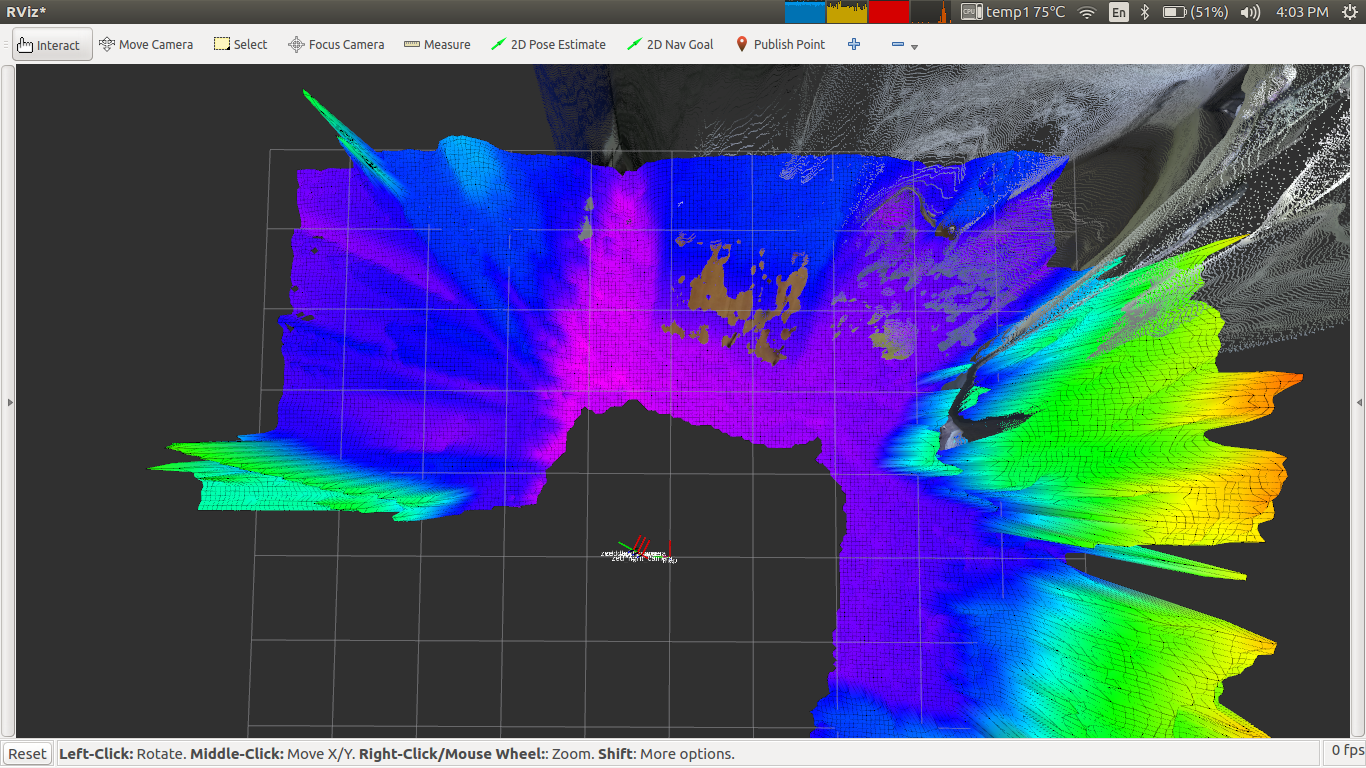 RViz*
CPU temp1 75°C En (51%) 4:03 PM
Interact Move Camera Select Focus Camera Measure 2D Pose Estimate 2D Nav Goal Publish Point
Reset Left-Click: Rotate. Middle-Click: Move X/Y. Right-Click/Mouse Wheel:: Zoom. Shift: More options. 0 fps